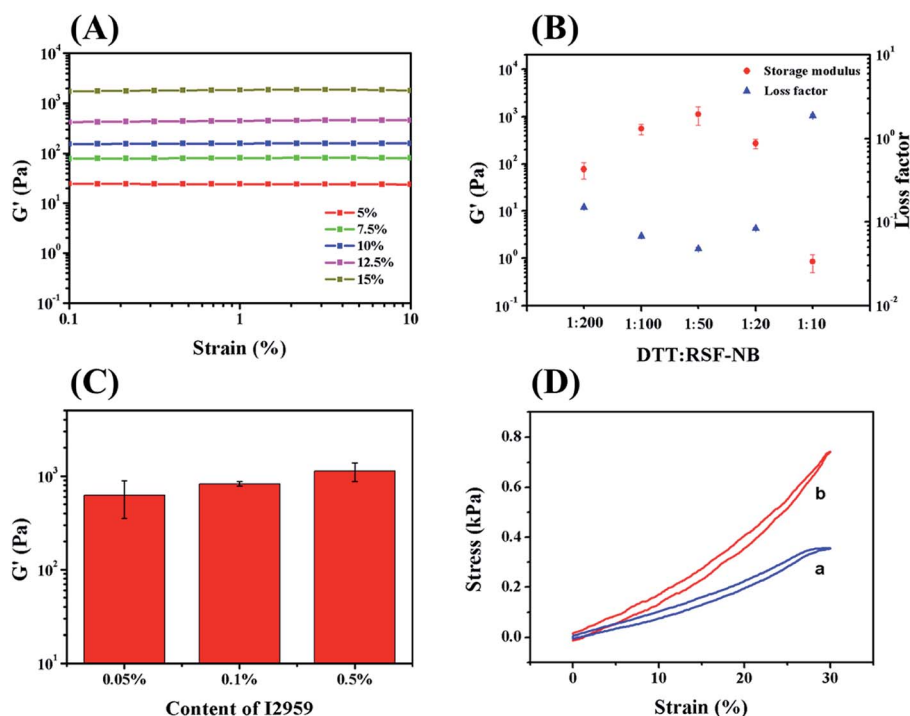 (A)
10⁴
10³
10²
10¹
10⁰
10⁻¹
G' (Pa)
5%
7.5%
10%
12.5%
15%
0.1
1
10
Strain (%)
(B)
10⁴
10³
10²
10¹
10⁰
10⁻¹
G' (Pa)
Storage modulus
Loss factor
10¹
10⁰
10⁻¹
10⁻²
Loss factor
1:200
1:100
1:50
1:20
1:10
DTT:RSF-NB
(C)
10³
10²
10¹
G' (Pa)
0.05%
0.1%
0.5%
Content of I2959
(D)
0.8
0.6
0.4
0.2
0.0
Stress (kPa)
b
a
0
10
20
30
Strain (%)